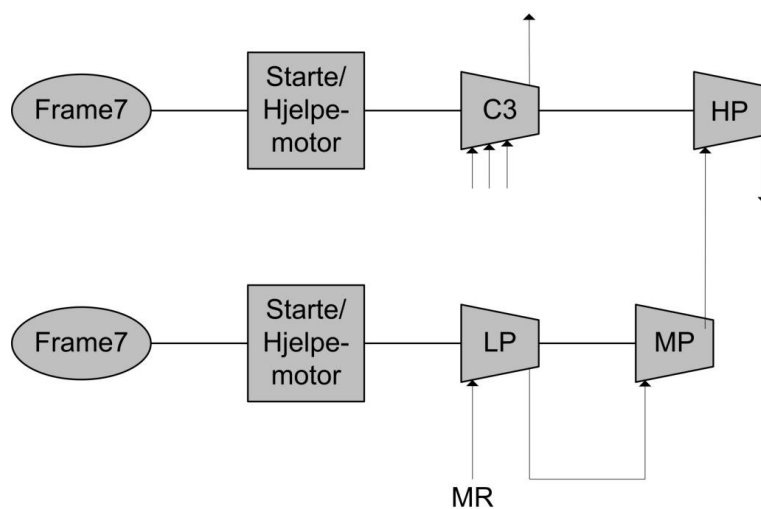 Frame7
Starte/
Hjelpe-
motor
C3
HP
Frame7
Starte/
Hjelpe-
motor
LP
MP
MR